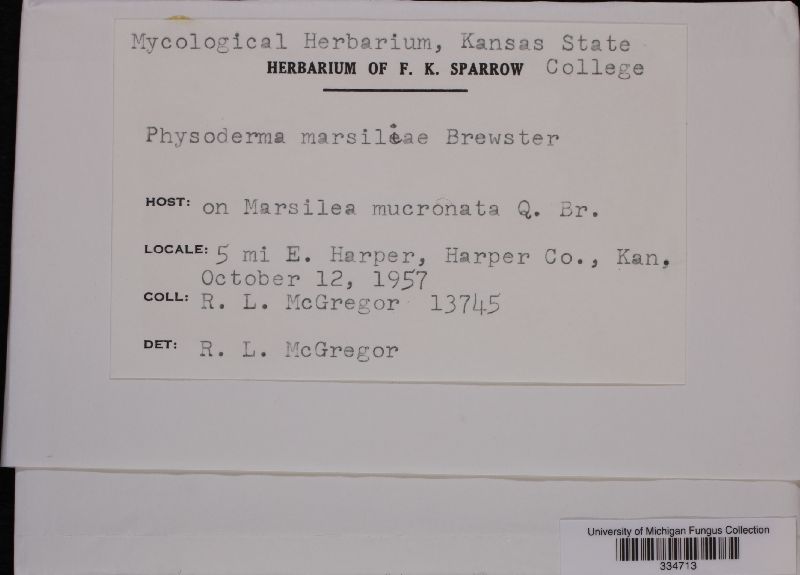 Mycological Herbarium, Kansas State
HERBARIUM OF F. K. SPARROW College
Physoderma marsiliae Brewster
HOST: on Marsilea mucronata Q. Br.
LOCALE: 5 mi E. Harper, Harper Co., Kan,
October 12, 1957
COLL: R. L. McGregor 13745
DET: R. L. McGregor
University of Michigan Fungus Collection
334713